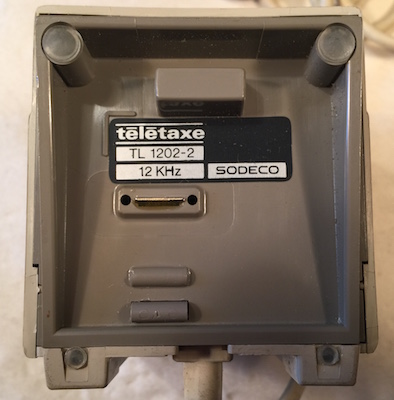 télétaxe
TL 1202-2
12 KHz
SODECO